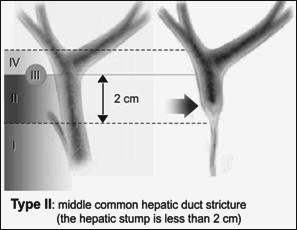 IV
III
II
2 cm
I
Type II: middle common hepatic duct stricture
(the hepatic stump is less than 2 cm)